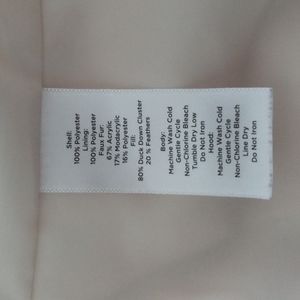 Shell:
100% Polyester
Lining:
100% Polyester
Faux Fur:
67% Acrylic
17% Modacrylic
16% Polyester
Fill:
80% Duck Down Cluster
20 % Feathers
Body:
Machine Wash Cold
Gentle Cycle
Non-Chlorine Bleach
Tumble Dry Low
Do Not Iron
Hood:
Machine Wash Cold
Gentle Cycle
Non-Chlorine Bleach
Line Dry
Do Not Iron